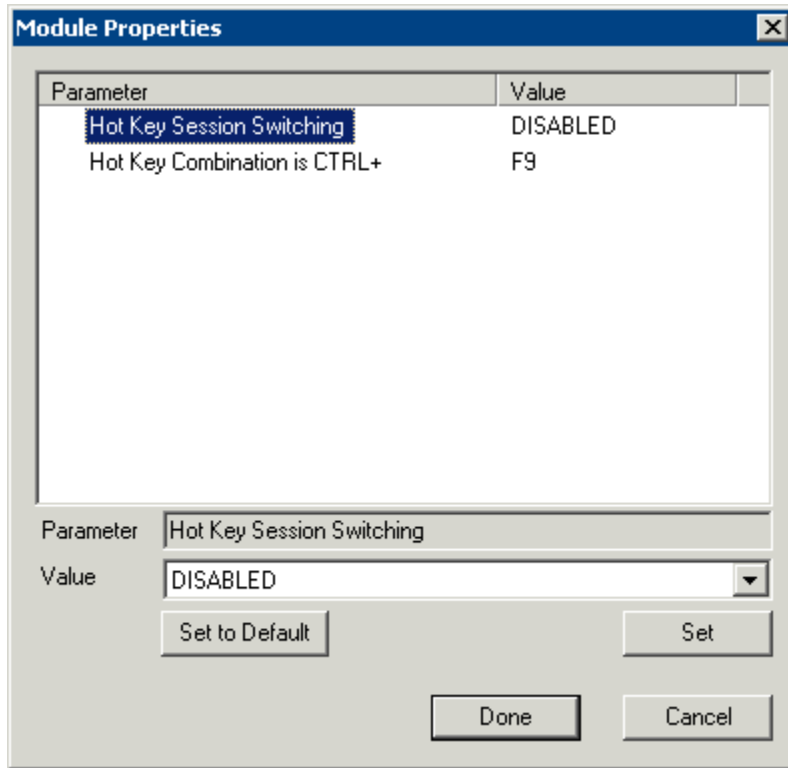 Module Properties
Parameter Value
Hot Key Session Switching DISABLED
Hot Key Combination is CTRL+ F9
Parameter Hot Key Session Switching
Value DISABLED
Set to Default Set
Done Cancel